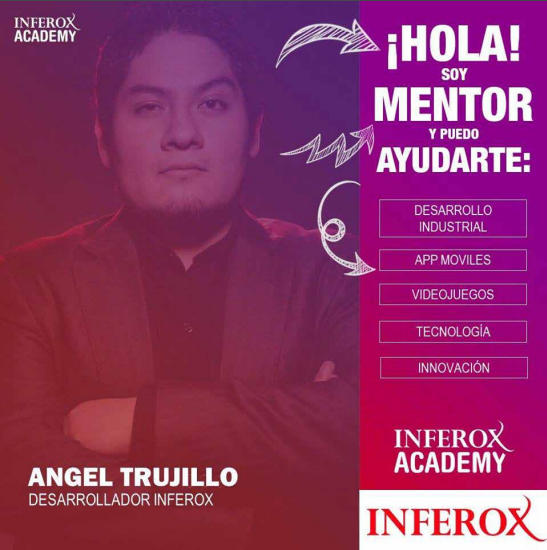 INFEROX
ACADEMY
¡HOLA!
SOY
MENTOR
Y PUEDO
AYUDARTE:
DESARROLLO
INDUSTRIAL
APP MOVILES
VIDEOJUEGOS
TECNOLOGÍA
INNOVACIÓN
INFEROX
ACADEMY
ANGEL TRUJILLO
DESARROLLADOR INFEROX
INFEROX